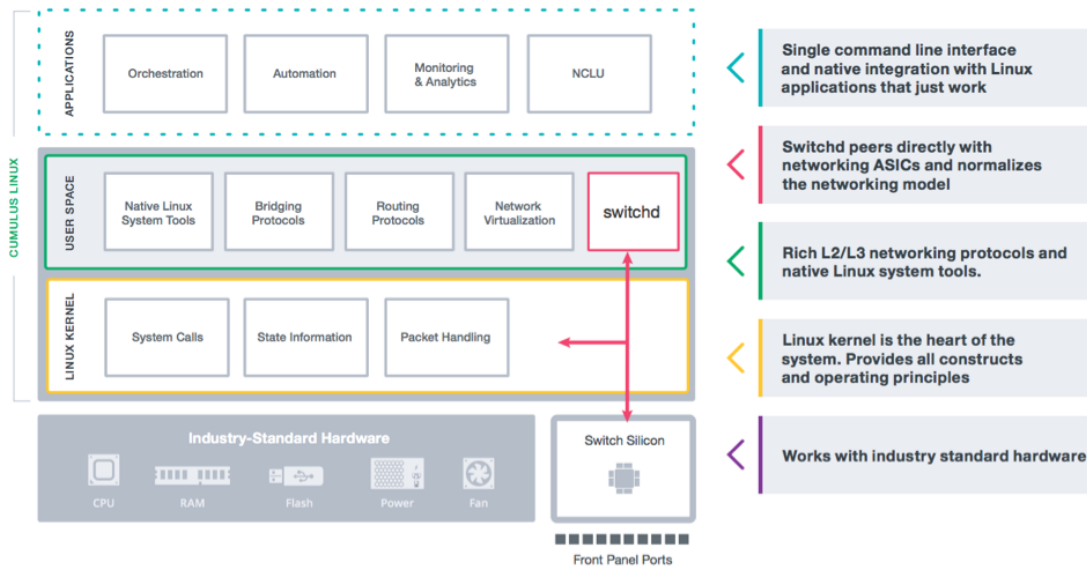 CUMULUS LINUX
APPLICATIONS
Orchestration
Automation
Monitoring
& Analytics
NCLU
Single command line interface
and native integration with Linux
applications that just work
USER SPACE
Native Linux
System Tools
Bridging
Protocols
Routing
Protocols
Network
Virtualization
switchd
Switchd peers directly with
networking ASICs and normalizes
the networking model
Rich L2/L3 networking protocols and
native Linux system tools.
LINUX KERNEL
System Calls
State Information
Packet Handling
Linux kernel is the heart of the
system. Provides all constructs
and operating principles
Industry-Standard Hardware
CPU
RAM
Flash
Power
Fan
Switch Silicon
Front Panel Ports
Works with industry standard hardware